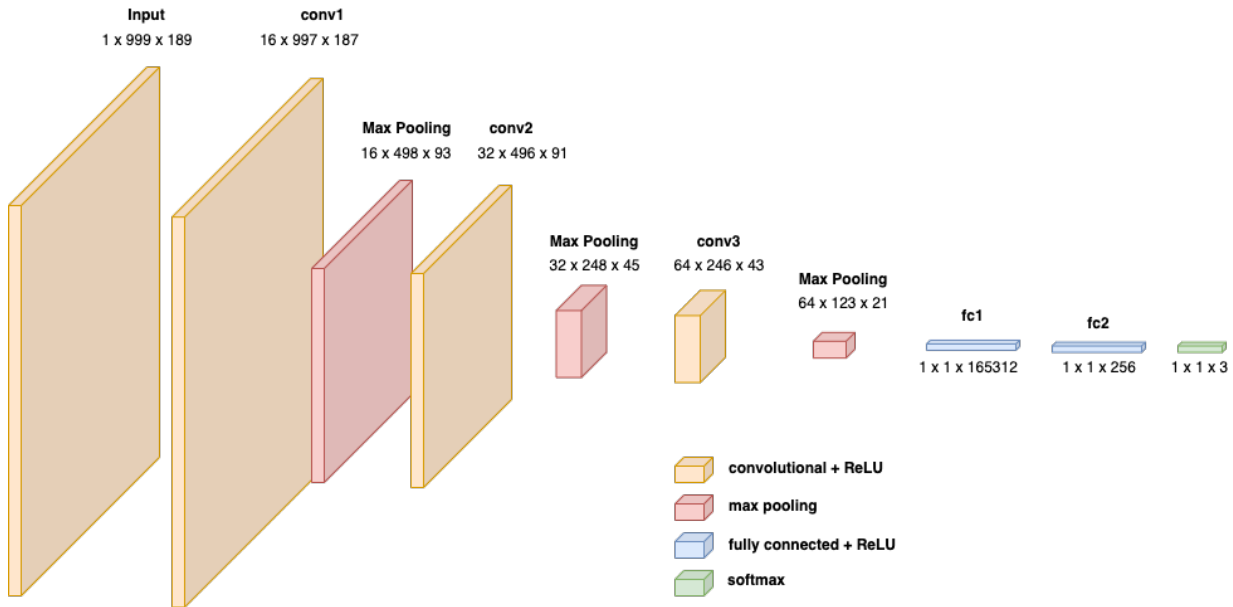 Input
1 x 999 x 189
conv1
16 x 997 x 187
Max Pooling
16 x 498 x 93
conv2
32 x 496 x 91
Max Pooling
32 x 248 x 45
conv3
64 x 246 x 43
Max Pooling
64 x 123 x 21
fc1
1 x 1 x 165312
fc2
1 x 1 x 256
1 x 1 x 3
convolutional + ReLU
max pooling
fully connected + ReLU
softmax